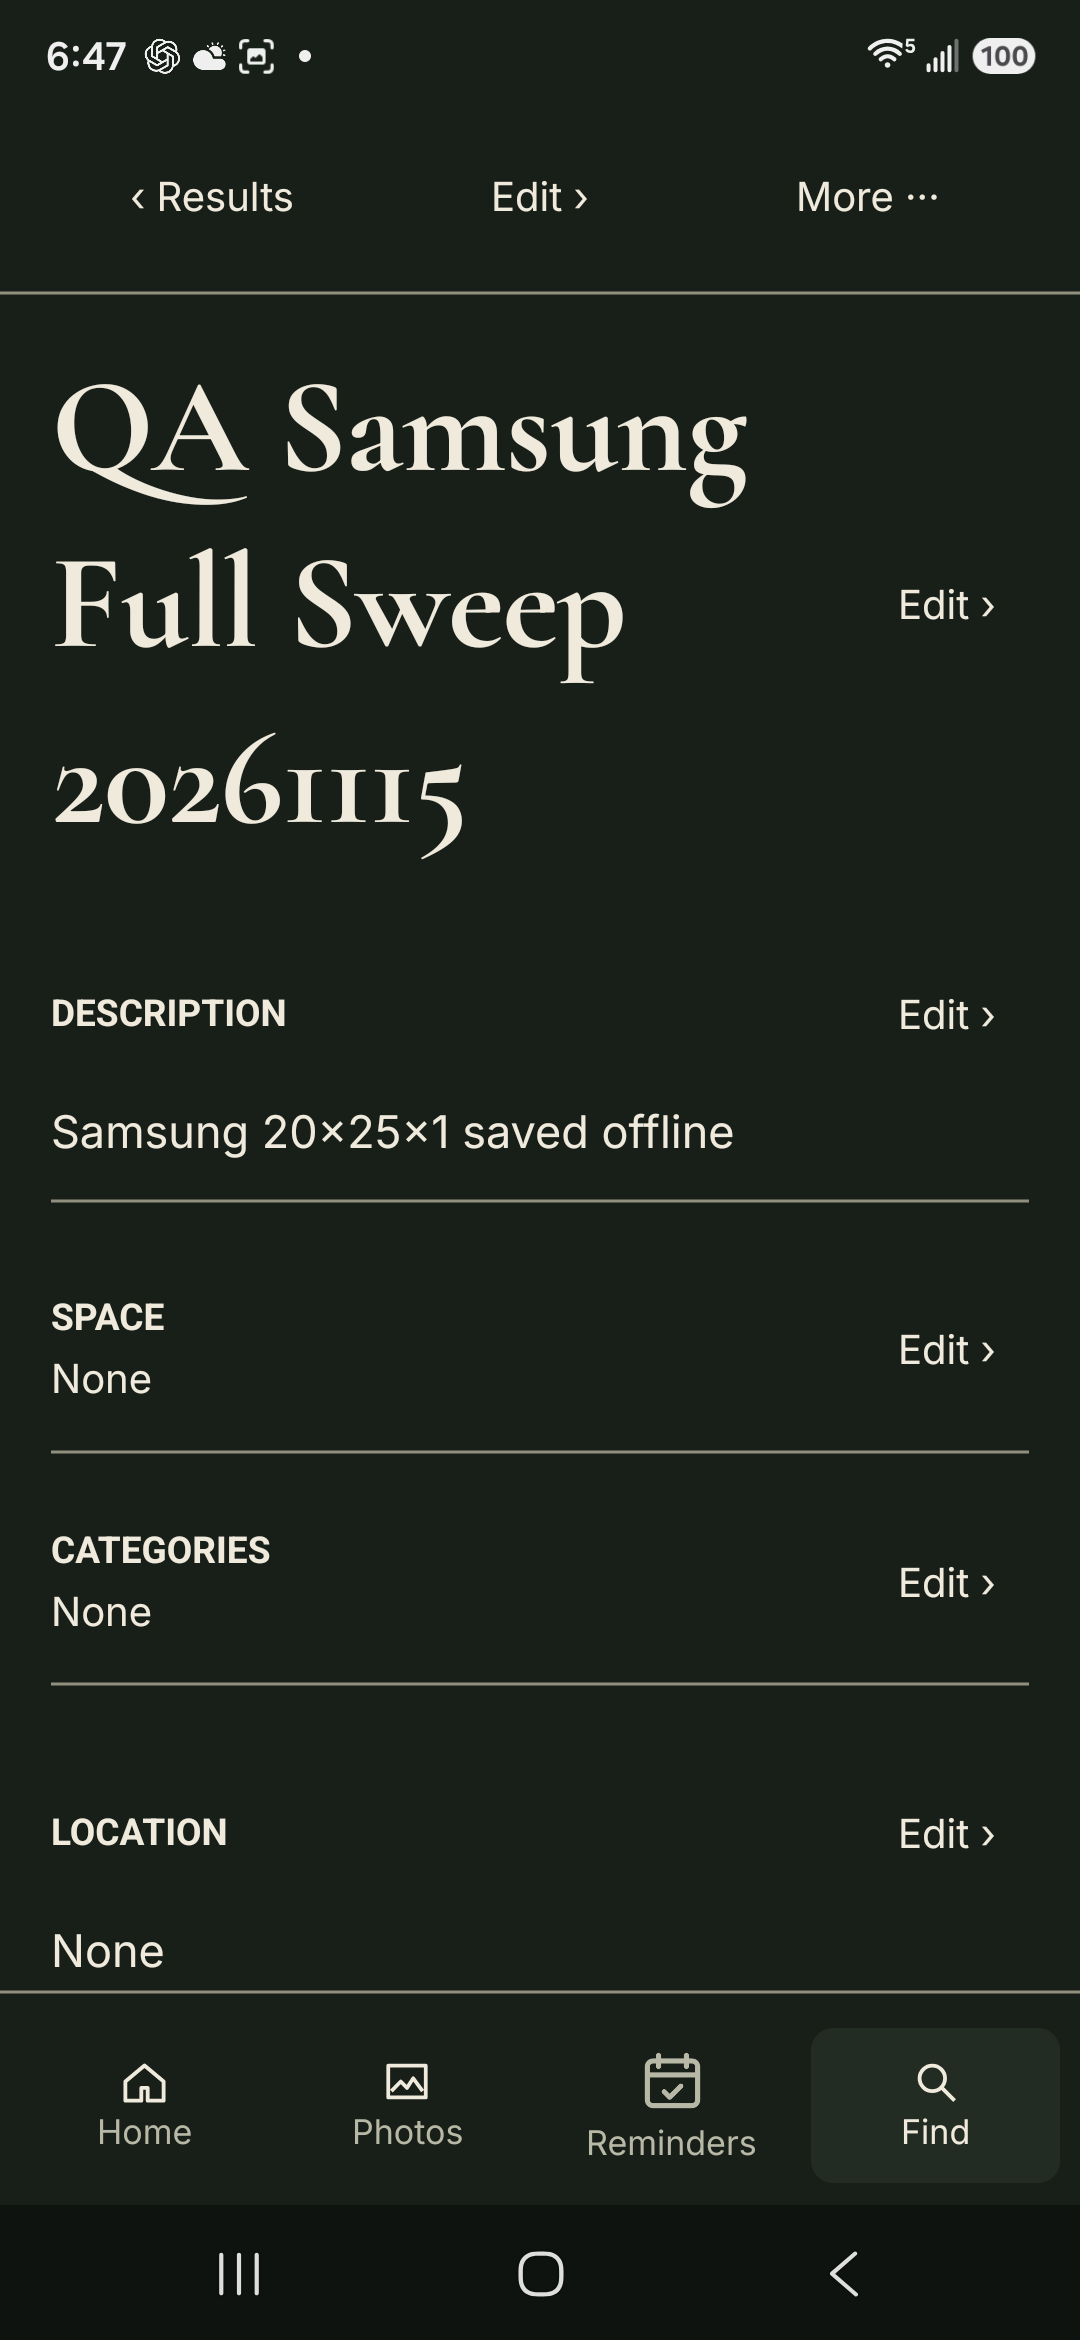 6:47
5
100
‹ Results
Edit ›
More ···
QA Samsung
Full Sweep
20261115
Edit ›
DESCRIPTION
Edit ›
Samsung 20×25×1 saved offline
SPACE
Edit ›
None
CATEGORIES
Edit ›
None
LOCATION
Edit ›
None
Home
Photos
Reminders
Find